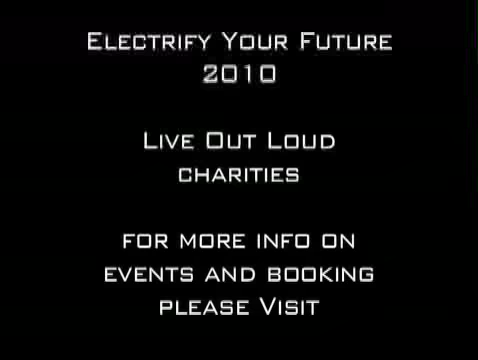 Electrify Your Future
2010
Live Out Loud
charities
for more info on
events and booking
please Visit